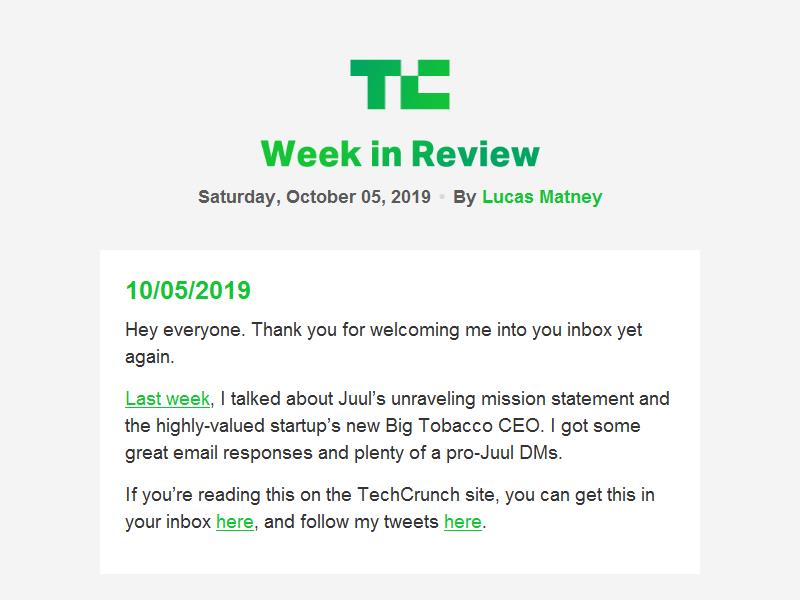 TC
Week in Review
Saturday, October 05, 2019 • By Lucas Matney
10/05/2019
Hey everyone. Thank you for welcoming me into you inbox yet
again.
Last week, I talked about Juul’s unraveling mission statement and
the highly-valued startup’s new Big Tobacco CEO. I got some
great email responses and plenty of a pro-Juul DMs.
If you’re reading this on the TechCrunch site, you can get this in
your inbox here, and follow my tweets here.